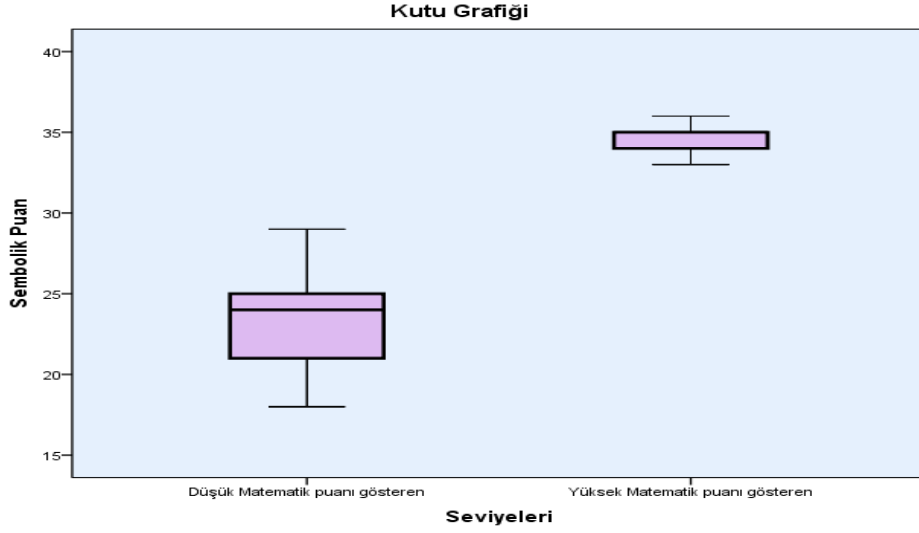 Kutu Grafiği
40
35
30
25
20
15
Sembolik Puan
Düşük Matematik puanı gösteren
Yüksek Matematik puanı gösteren
Seviyeleri